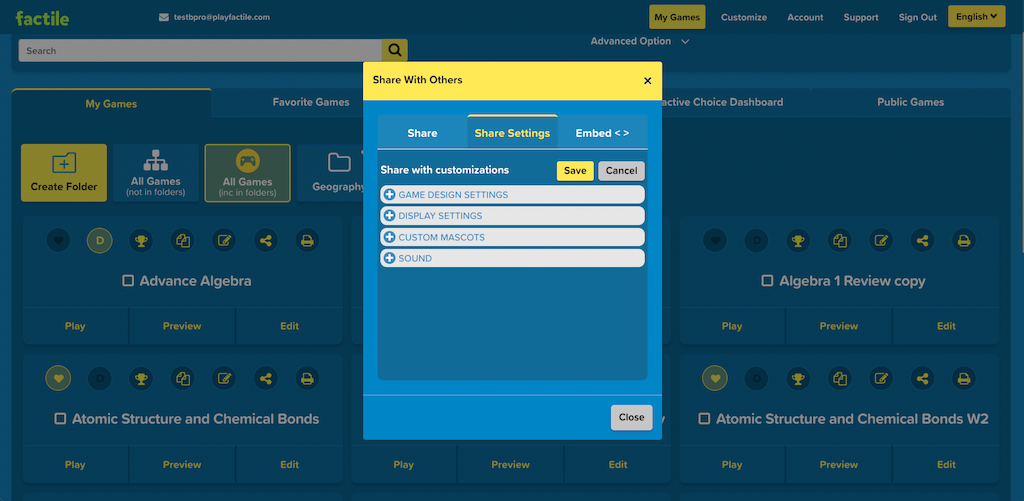 factile
testbpro@playfactile.com
My Games
Customize
Account
Support
Sign Out
English
Search
Advanced Option
Share With Others
×
My Games
Favorite Games
active Choice Dashboard
Public Games
Share
Share Settings
Embed < >
Create Folder
All Games
(not in folders)
All Games
(inc in folders)
Geography
Share with customizations
Save
Cancel
GAME DESIGN SETTINGS
DISPLAY SETTINGS
CUSTOM MASCOTS
SOUND
D
Advance Algebra
D
Algebra 1 Review copy
Play
Preview
Edit
Play
Preview
Edit
D
D
Atomic Structure and Chemical Bonds
Atomic Structure and Chemical Bonds W2
Close
Play
Preview
Edit
Play
Preview
Edit
Play
Preview
Edit